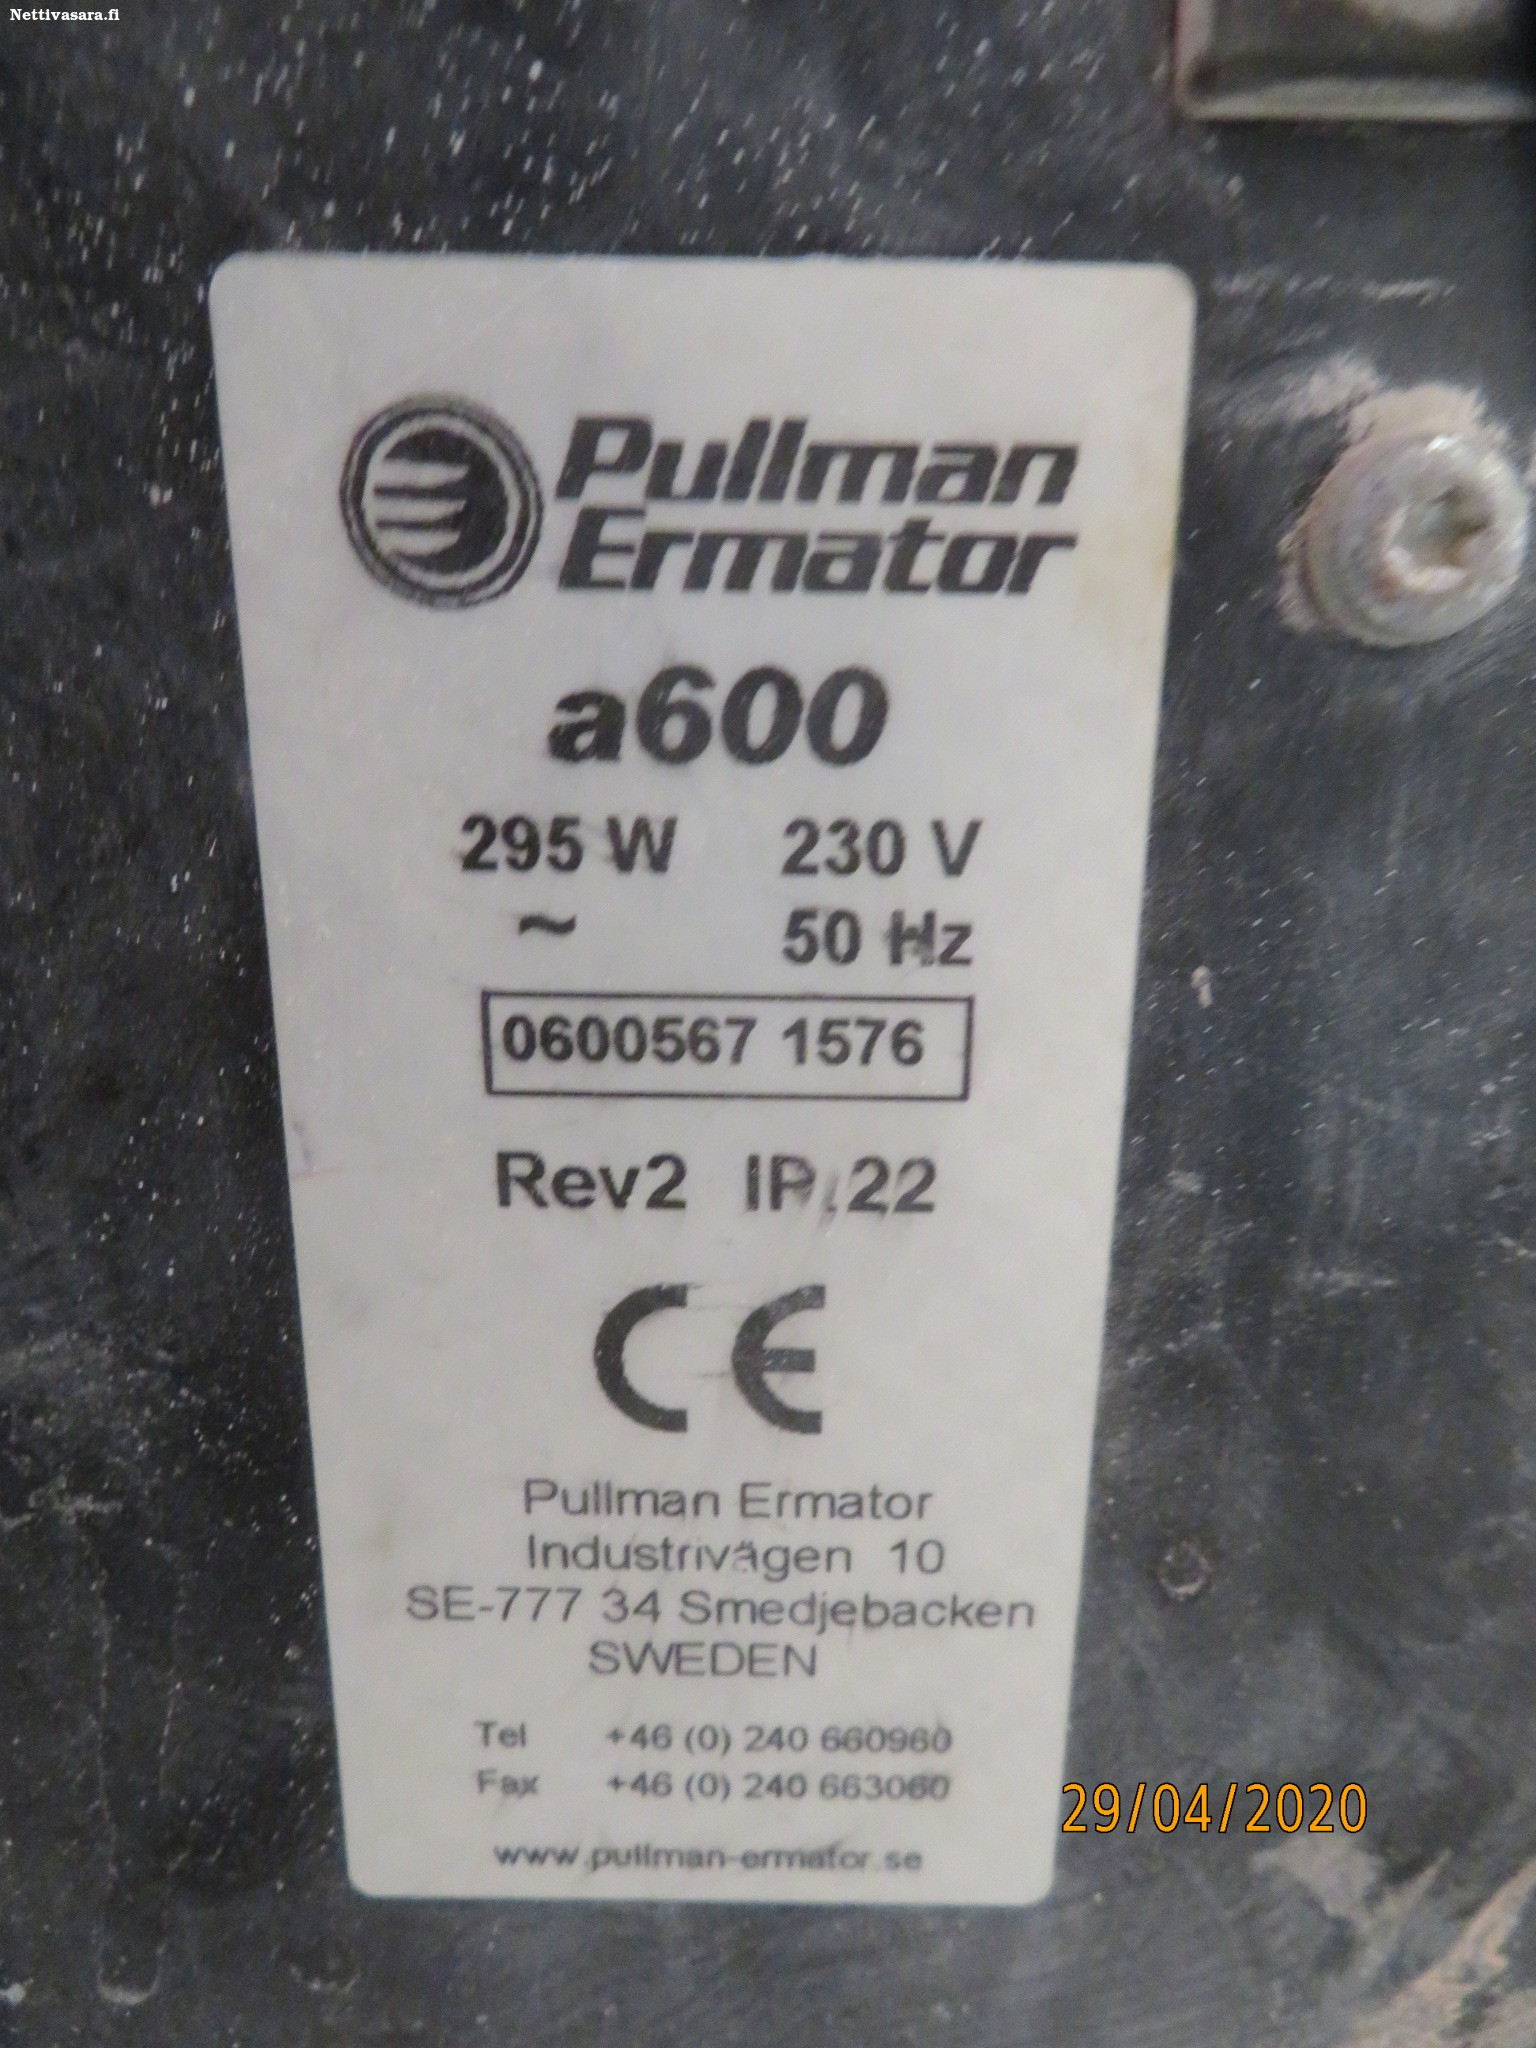 Nettivasara.fi
Pullman
Ermator
a600
295 W 230 V
~ 50 Hz
0600567 1576
Rev2 IP.22
CE
Pullman Ermator
Industrivägen 10
SE-777 34 Smedjebacken
SWEDEN
Tel +46 (0) 240 660960
Fax +46 (0) 240 663060
www.pullman-ermator.se
29/04/2020